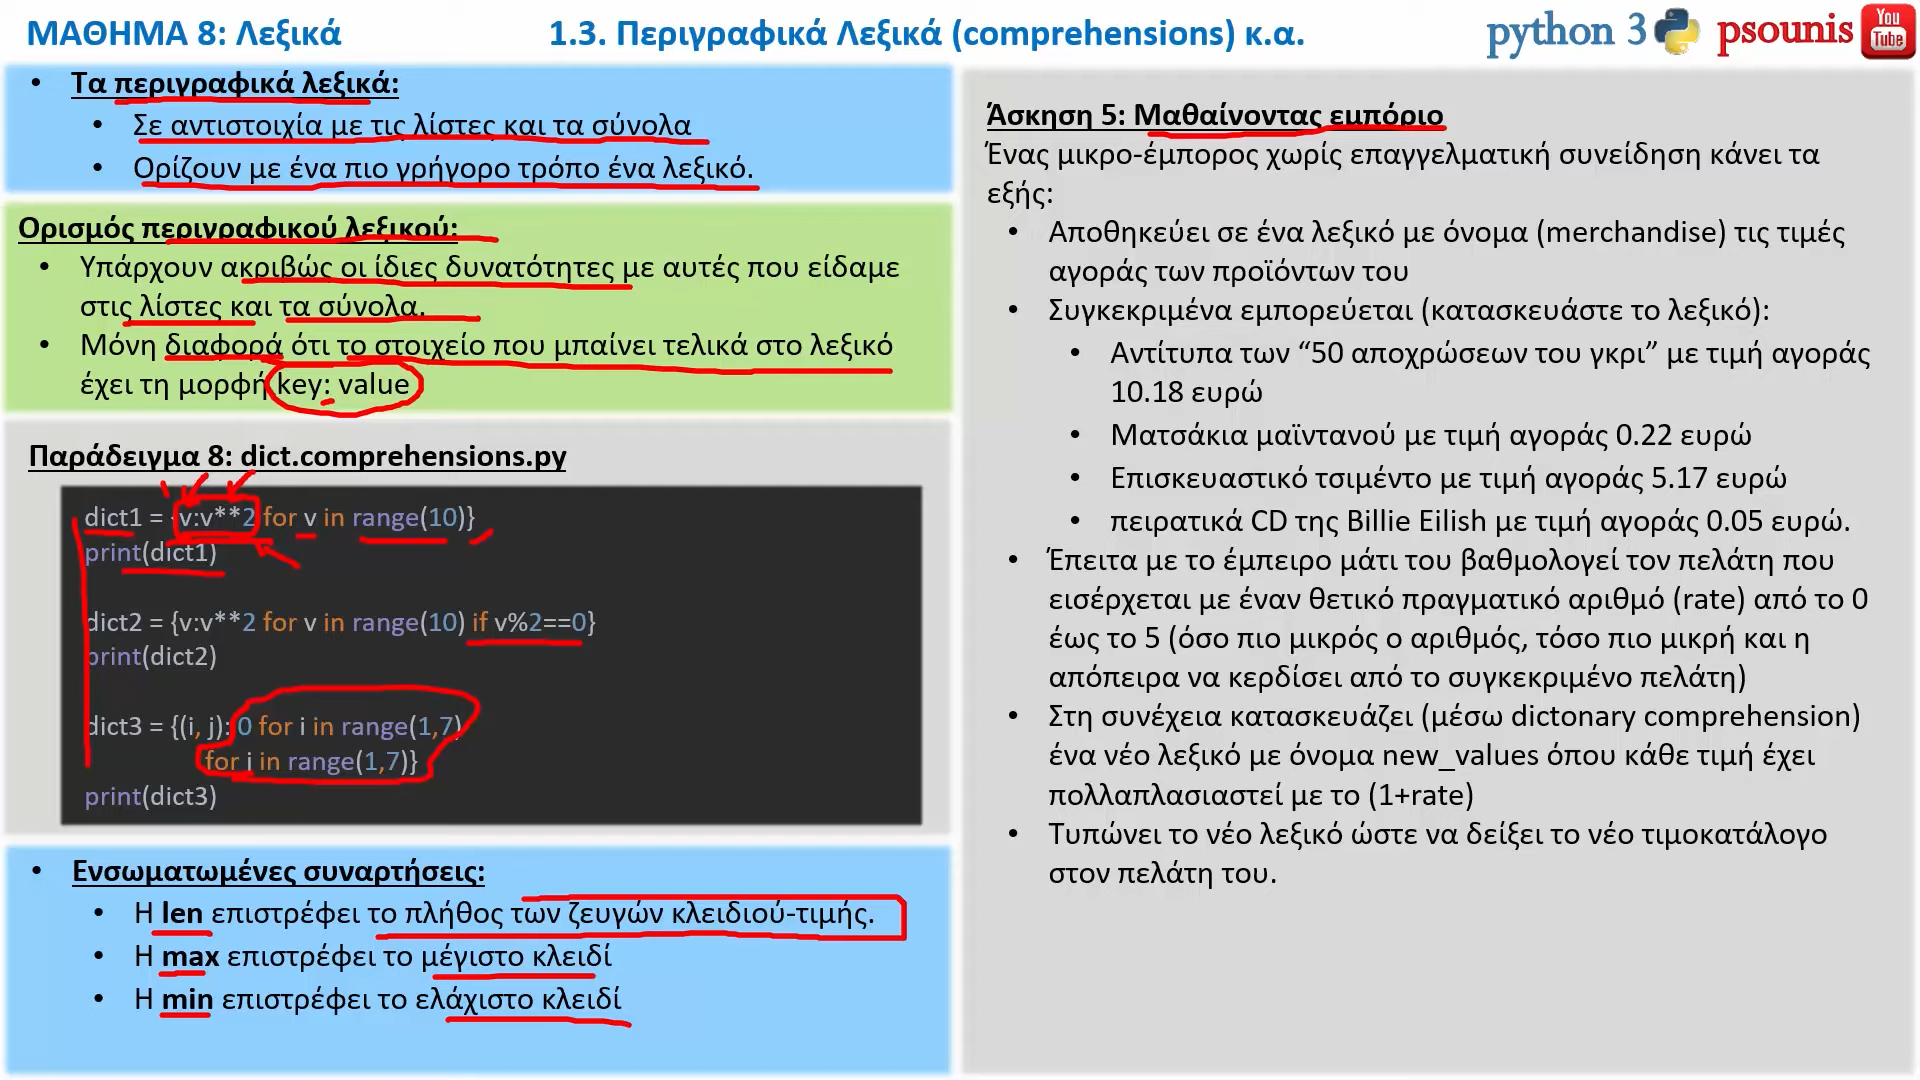 ΜΑΘΗΜΑ 8: Λεξικά
1.3. Περιγραφικά Λεξικά (comprehensions) κ.α.
python 3
psounis
You
Tube
• Τα περιγραφικά λεξικά:
• Σε αντιστοιχία με τις λίστες και τα σύνολα
• Ορίζουν με ένα πιο γρήγορο τρόπο ένα λεξικό.
Ορισμός περιγραφικού λεξικού:
• Υπάρχουν ακριβώς οι ίδιες δυνατότητες με αυτές που είδαμε
στις λίστες και τα σύνολα.
• Μόνη διαφορά ότι το στοιχείο που μπαίνει τελικά στο λεξικό
έχει τη μορφή key: value
Παράδειγμα 8: dict.comprehensions.py
dict1 = {v:v**2 for v in range(10)}
print(dict1)
dict2 = {v:v**2 for v in range(10) if v%2==0}
print(dict2)
dict3 = {(i, j): 0 for i in range(1,7)
for i in range(1,7)}
print(dict3)
• Ενσωματωμένες συναρτήσεις:
• Η len επιστρέφει το πλήθος των ζευγών κλειδιού-τιμής.
• Η max επιστρέφει το μέγιστο κλειδί
• Η min επιστρέφει το ελάχιστο κλειδί
Άσκηση 5: Μαθαίνοντας εμπόριο
Ένας μικρο-έμπορος χωρίς επαγγελματική συνείδηση κάνει τα
εξής:
• Αποθηκεύει σε ένα λεξικό με όνομα (merchandise) τις τιμές
αγοράς των προϊόντων του
• Συγκεκριμένα εμπορεύεται (κατασκευάστε το λεξικό):
• Αντίτυπα των “50 αποχρώσεων του γκρι” με τιμή αγοράς
10.18 ευρώ
• Ματσάκια μαϊντανού με τιμή αγοράς 0.22 ευρώ
• Επισκευαστικό τσιμέντο με τιμή αγοράς 5.17 ευρώ
• πειρατικά CD της Billie Eilish με τιμή αγοράς 0.05 ευρώ.
• Έπειτα με το έμπειρο μάτι του βαθμολογεί τον πελάτη που
εισέρχεται με έναν θετικό πραγματικό αριθμό (rate) από το 0
έως το 5 (όσο πιο μικρός ο αριθμός, τόσο πιο μικρή και η
απόπειρα να κερδίσει από το συγκεκριμένο πελάτη)
• Στη συνέχεια κατασκευάζει (μέσω dictonary comprehension)
ένα νέο λεξικό με όνομα new_values όπου κάθε τιμή έχει
πολλαπλασιαστεί με το (1+rate)
• Τυπώνει το νέο λεξικό ώστε να δείξει το νέο τιμοκατάλογο
στον πελάτη του.